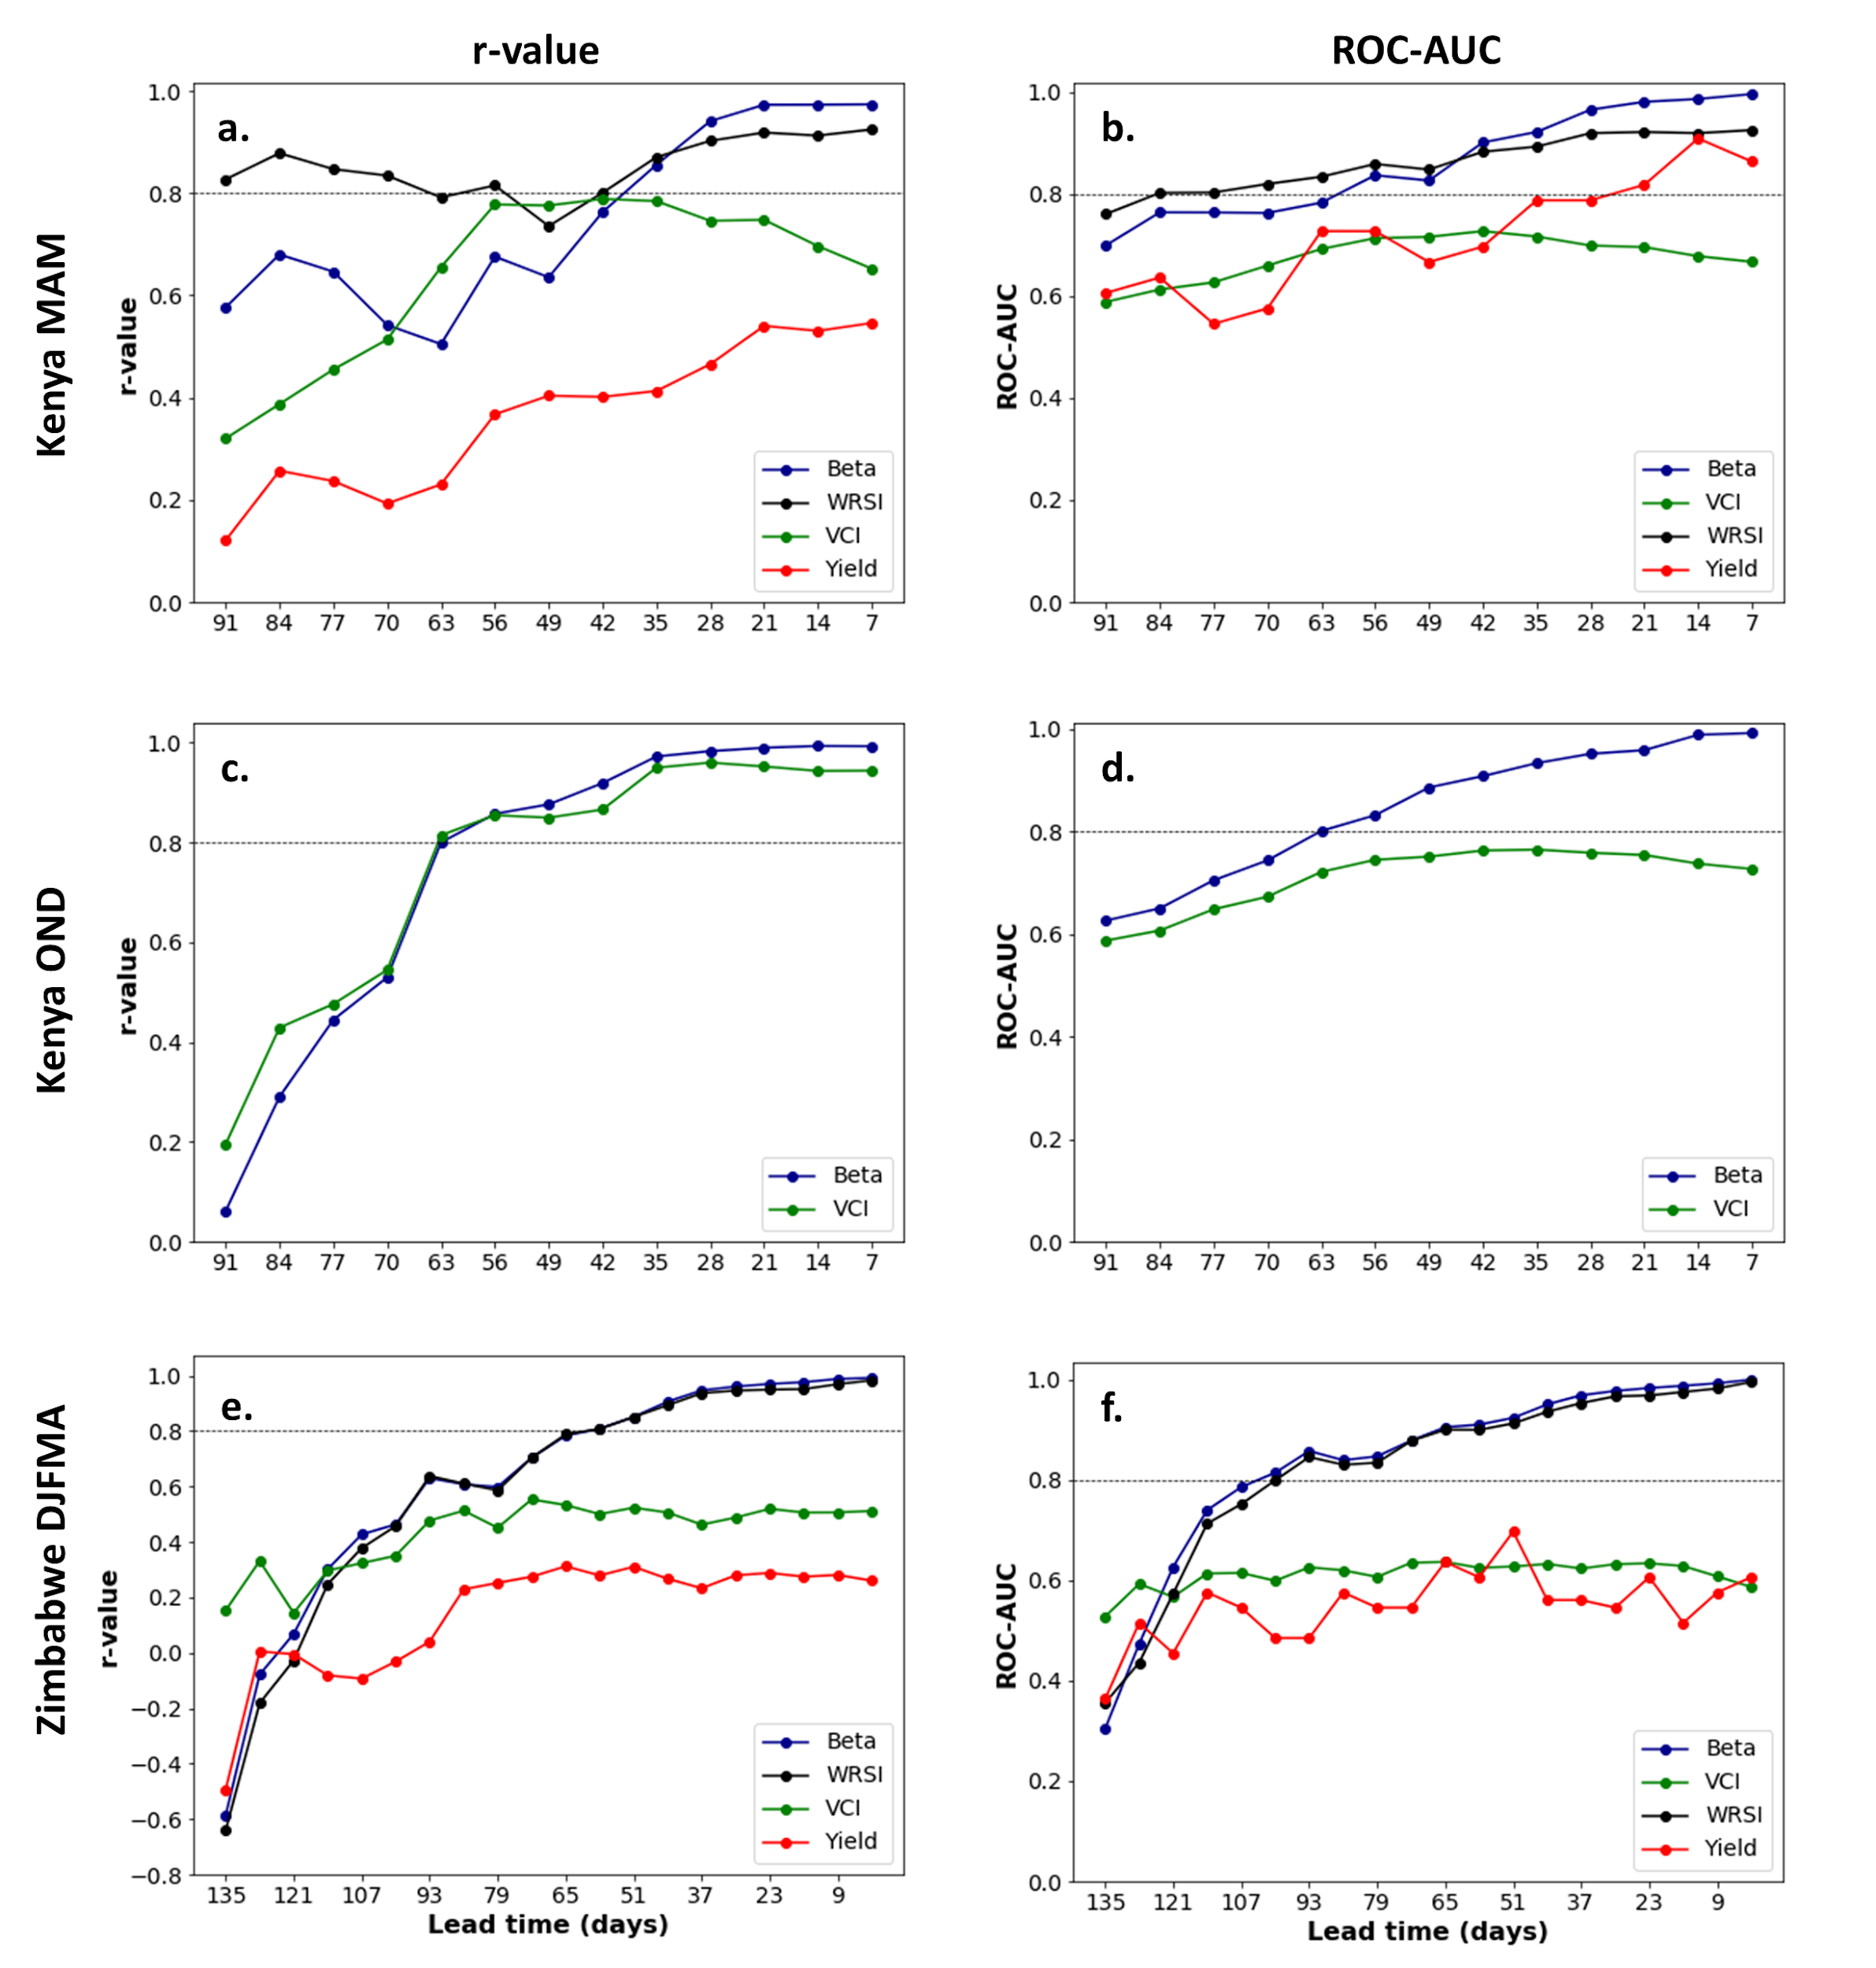 r-value ROC-AUC
Kenya MAM
a.
r-value
1.0
0.8
0.6
0.4
0.2
0.0
91 84 77 70 63 56 49 42 35 28 21 14 7
Beta
WRSI
VCI
Yield
b.
ROC-AUC
1.0
0.8
0.6
0.4
0.2
0.0
91 84 77 70 63 56 49 42 35 28 21 14 7
Beta
VCI
WRSI
Yield
Kenya OND
c.
r-value
1.0
0.8
0.6
0.4
0.2
0.0
91 84 77 70 63 56 49 42 35 28 21 14 7
Beta
VCI
d.
ROC-AUC
1.0
0.8
0.6
0.4
0.2
0.0
91 84 77 70 63 56 49 42 35 28 21 14 7
Beta
VCI
Zimbabwe DJFMA
e.
r-value
1.0
0.8
0.6
0.4
0.2
0.0
−0.2
−0.4
−0.6
−0.8
135 121 107 93 79 65 51 37 23 9
Lead time (days)
Beta
WRSI
VCI
Yield
f.
ROC-AUC
1.0
0.8
0.6
0.4
0.2
0.0
135 121 107 93 79 65 51 37 23 9
Lead time (days)
Beta
VCI
WRSI
Yield